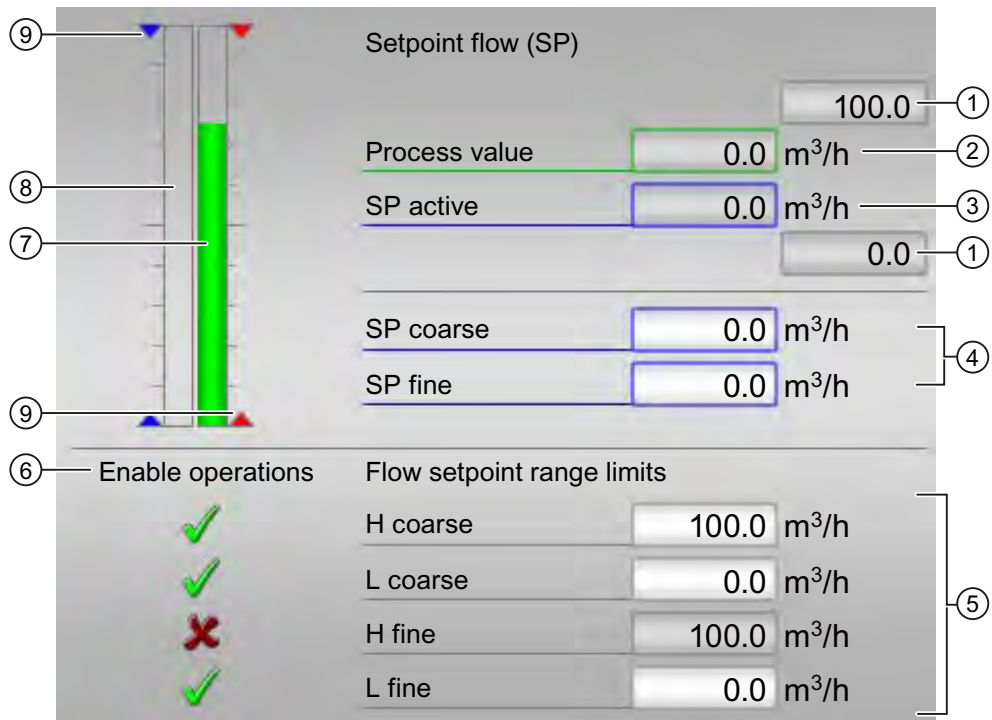 ⑨ Setpoint flow (SP)
100.0 ①
Process value 0.0 m³/h ②
⑧ SP active 0.0 m³/h ③
⑦ 0.0 ①
SP coarse 0.0 m³/h
④
SP fine 0.0 m³/h
⑨
⑥ Enable operations Flow setpoint range limits
H coarse 100.0 m³/h
L coarse 0.0 m³/h
⑤
H fine 100.0 m³/h
L fine 0.0 m³/h